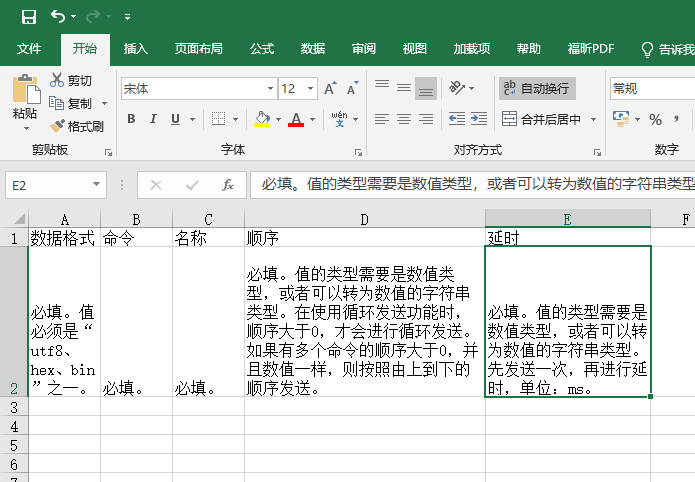 文件 开始 插入 页面布局 公式 数据 审阅 视图 加载项 帮助 福昕PDF 告诉我
粘贴
剪切
复制
格式刷
剪贴板
宋体 12 A A
B I U A wén 文
字体
ab c 自动换行
合并后居中
对齐方式
常规
% ,
数字
E2 fx 必填。值的类型需要是数值类型，或者可以转为数值的字符串类型
A B C D E F
1 数据格式 命令 名称 顺序 延时
2
必填。值
必须是“
utf8、
hex、bin
”之一。
必填。
必填。
必填。值的类型需要是数值类
型，或者可以转为数值的字符串
类型。在使用循环发送功能时，
顺序大于0，才会进行循环发送。
如果有多个命令的顺序大于0，并
且数值一样，则按照由上到下的
顺序发送。
必填。值的类型需要是
数值类型，或者可以转
为数值的字符串类型。
先发送一次，再进行延
时，单位：ms。
3
4
5
6